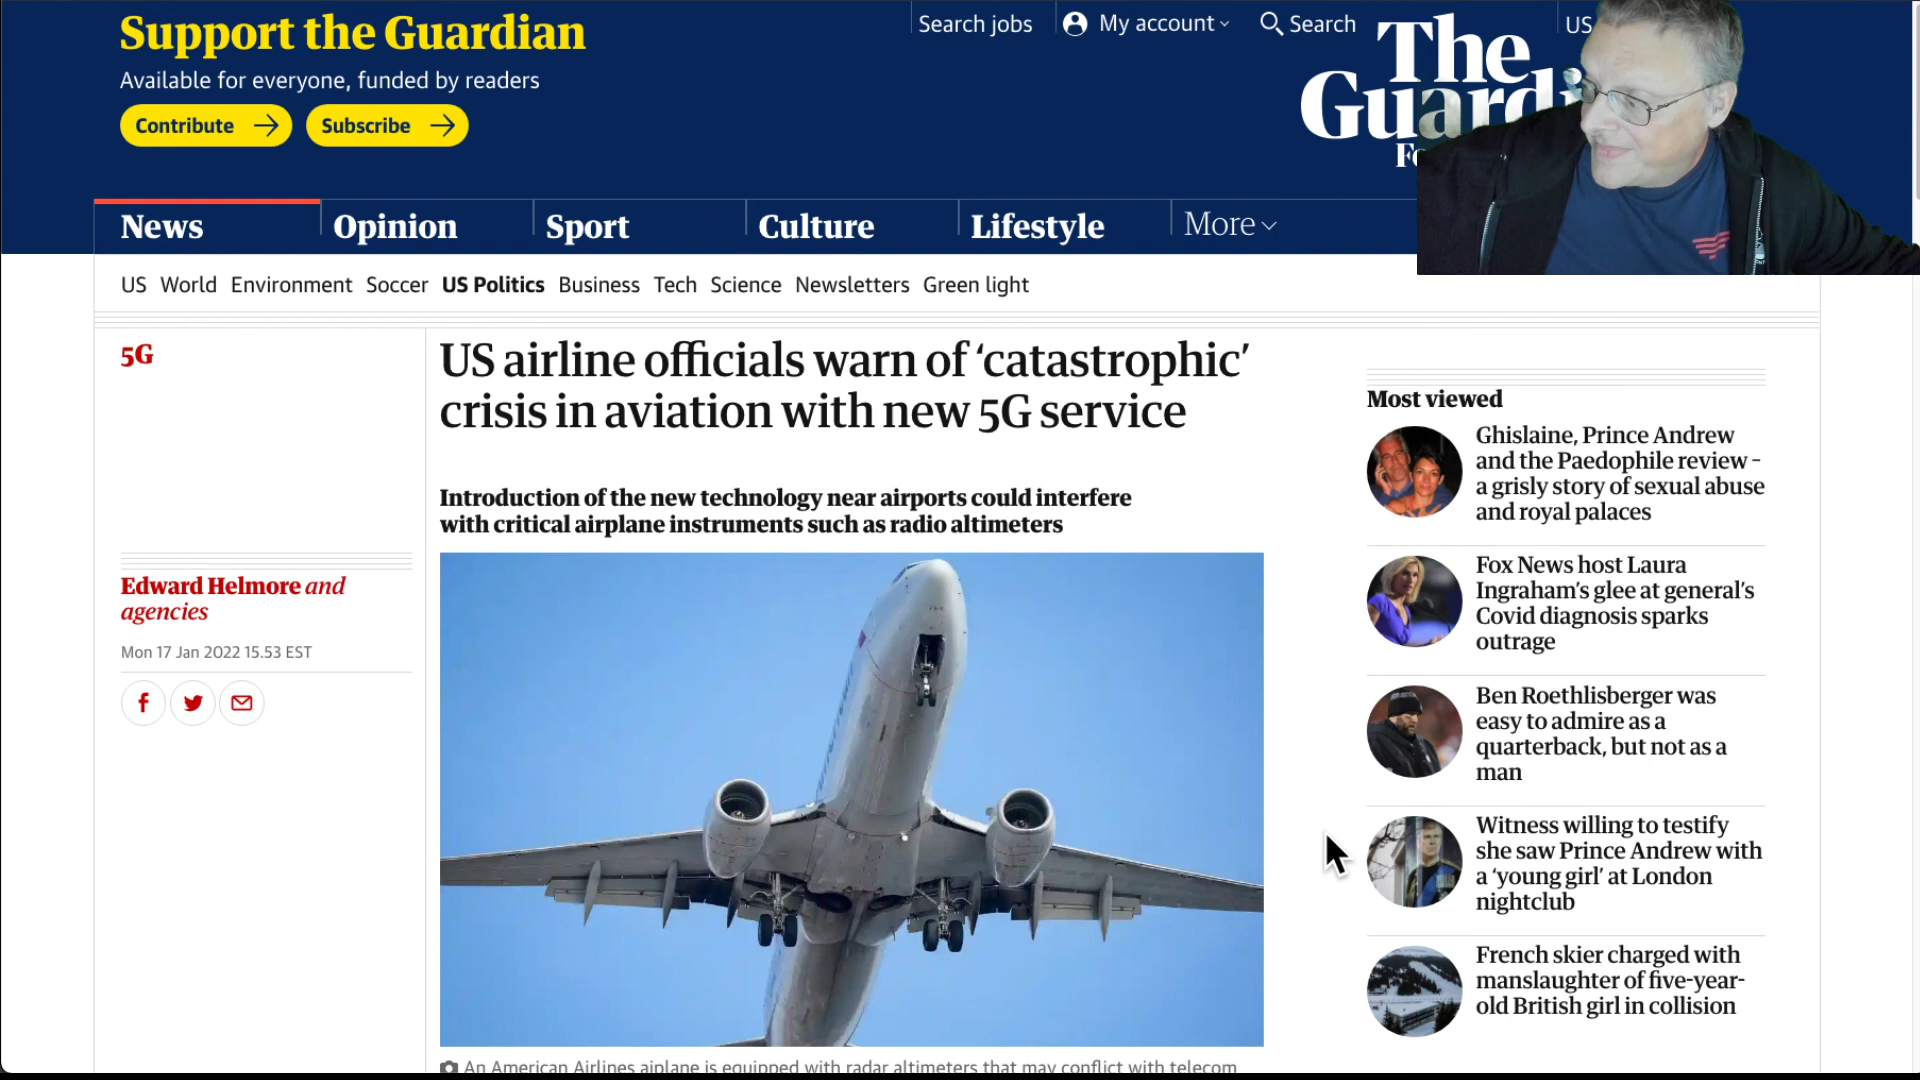 Support the Guardian
Available for everyone, funded by readers
Contribute
Subscribe
Search jobs
My account
Search
US
The
Guardi
News
Opinion
Sport
Culture
Lifestyle
More
US World Environment Soccer US Politics Business Tech Science Newsletters Green light
5G
US airline officials warn of ‘catastrophic’
crisis in aviation with new 5G service
Introduction of the new technology near airports could interfere
with critical airplane instruments such as radio altimeters
Edward Helmore and
agencies
Mon 17 Jan 2022 15.53 EST
An American Airlines aiplane is equipped with radar altimeters that may conflict with telecom
Most viewed
Ghislaine, Prince Andrew
and the Paedophile review –
a grisly story of sexual abuse
and royal palaces
Fox News host Laura
Ingraham’s glee at general’s
Covid diagnosis sparks
outrage
Ben Roethlisberger was
easy to admire as a
quarterback, but not as a
man
Witness willing to testify
she saw Prince Andrew with
a ‘young girl’ at London
nightclub
French skier charged with
manslaughter of five-year-
old British girl in collision